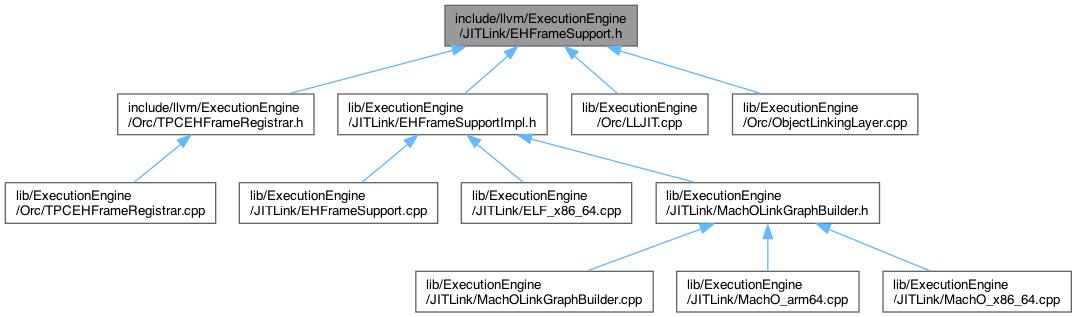 include/llvm/ExecutionEngine
/JITLink/EHFrameSupport.h
include/llvm/ExecutionEngine
/Orc/TPCEHFrameRegistrar.h
lib/ExecutionEngine
/JITLink/EHFrameSupportImpl.h
lib/ExecutionEngine
/Orc/LLJIT.cpp
lib/ExecutionEngine
/Orc/ObjectLinkingLayer.cpp
lib/ExecutionEngine
/Orc/TPCEHFrameRegistrar.cpp
lib/ExecutionEngine
/JITLink/EHFrameSupport.cpp
lib/ExecutionEngine
/JITLink/ELF_x86_64.cpp
lib/ExecutionEngine
/JITLink/MachOLinkGraphBuilder.h
lib/ExecutionEngine
/JITLink/MachOLinkGraphBuilder.cpp
lib/ExecutionEngine
/JITLink/MachO_arm64.cpp
lib/ExecutionEngine
/JITLink/MachO_x86_64.cpp